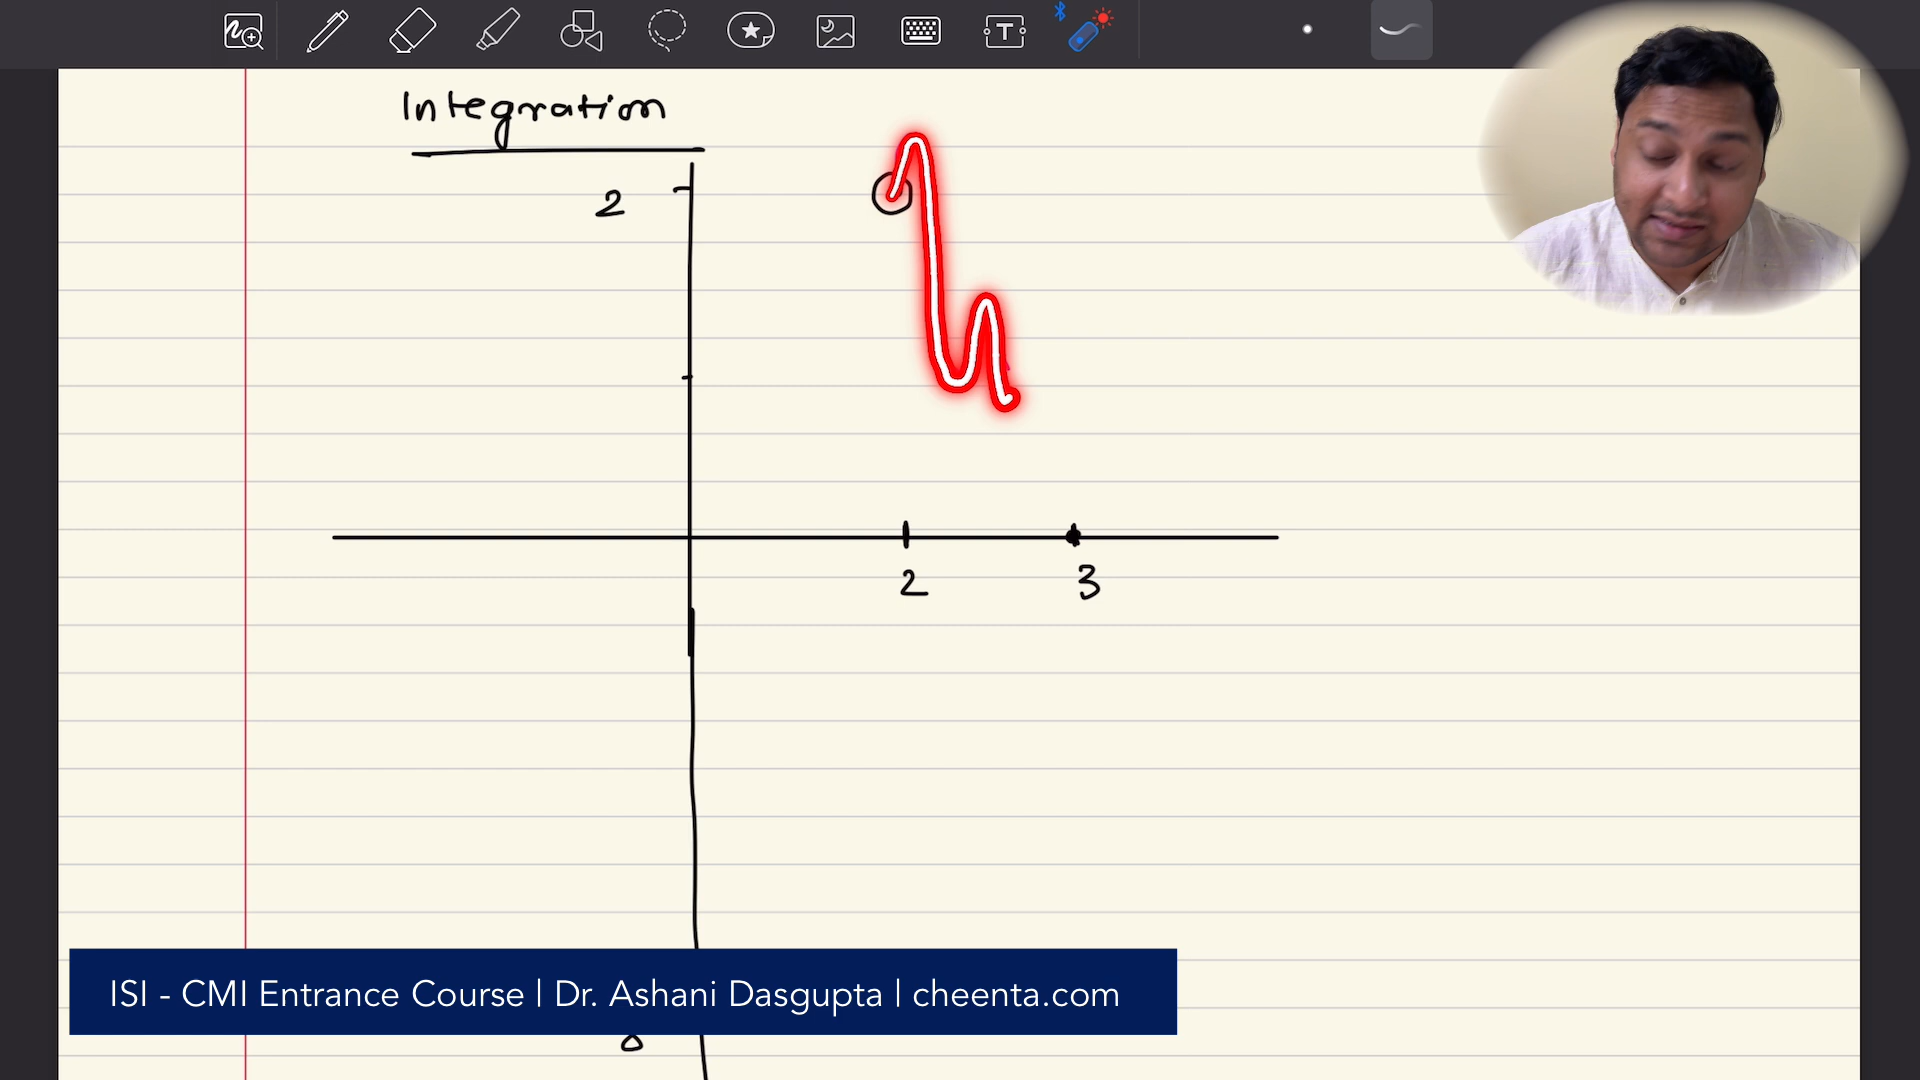 Integration
2
2 3
ISI - CMI Entrance Course | Dr. Ashani Dasgupta | cheenta.com